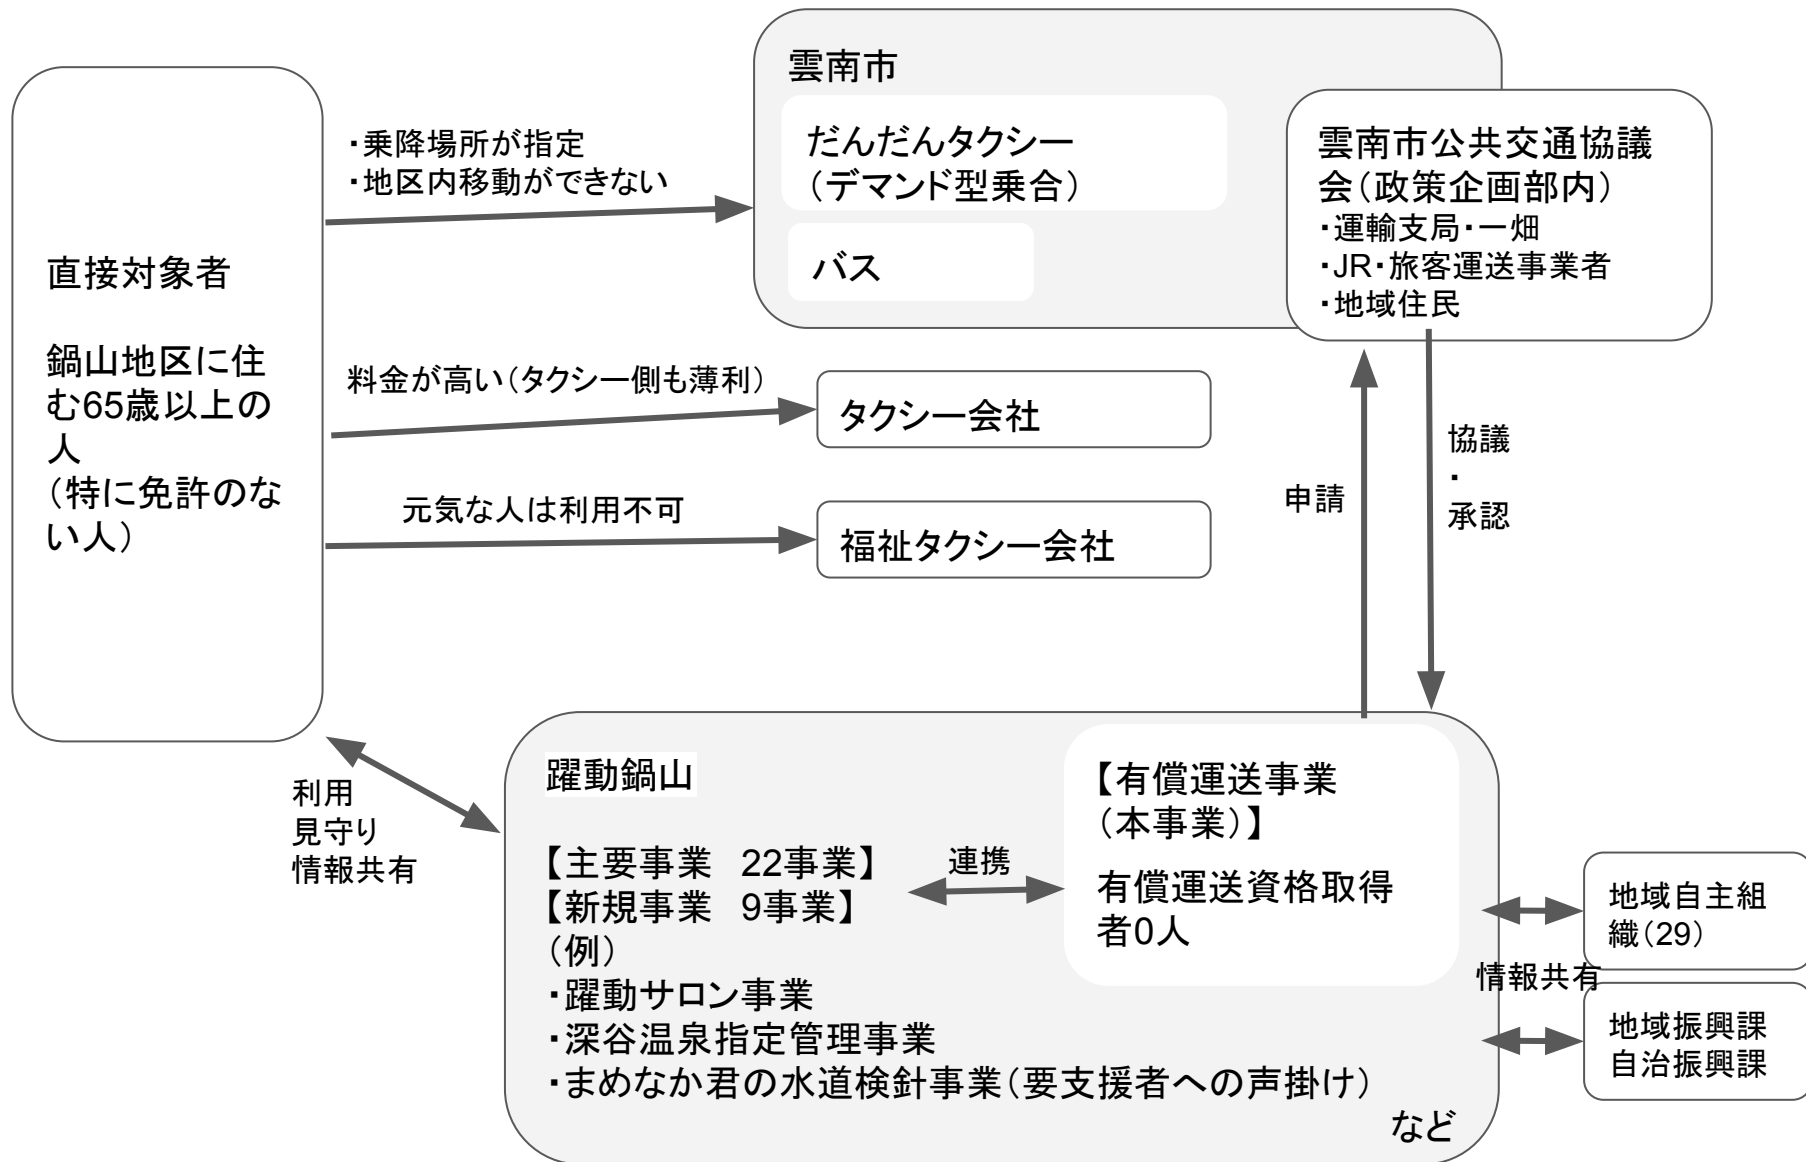 直接対象者
鍋山地区に住
む65歳以上の
人
（特に免許のな
い人）
・乗降場所が指定
・地区内移動ができない
料金が高い（タクシー側も薄利）
元気な人は利用不可
雲南市
だんだんタクシー
（デマンド型乗合）
バス
雲南市公共交通協議
会（政策企画部内）
・運輸支局・一畑
・JR・旅客運送事業者
・地域住民
タクシー会社
福祉タクシー会社
申請
協議
・
承認
利用
見守り
情報共有
躍動鍋山
【主要事業　22事業】
【新規事業　9事業】
（例）
・躍動サロン事業
・深谷温泉指定管理事業
・まめなか君の水道検針事業（要支援者への声掛け）
など
連携
【有償運送事業
（本事業）】
有償運送資格取得
者0人
情報共有
地域自主組
織（29）
地域振興課
自治振興課